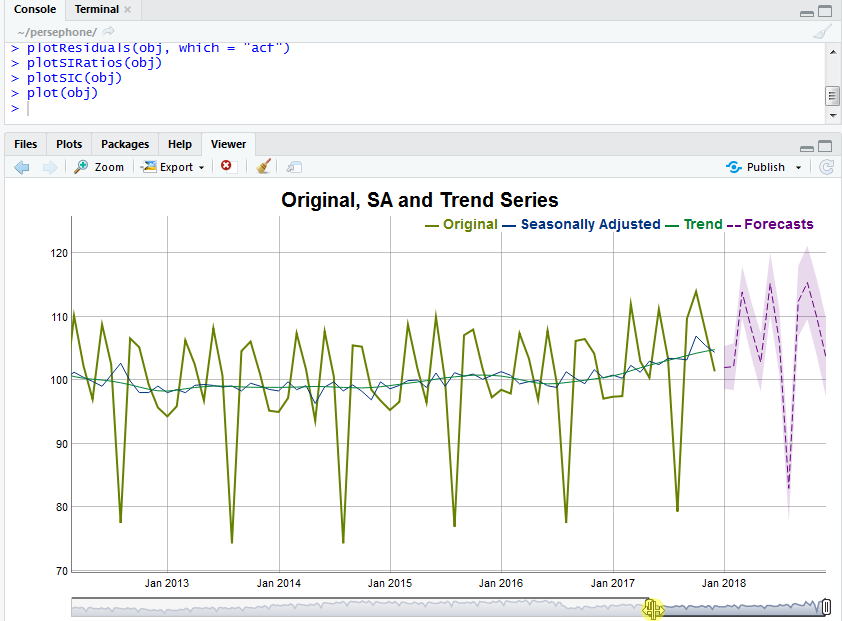 Console Terminal ×
~/persephone/
> plotResiduals(obj, which = "acf")
> plotSIRatios(obj)
> plotSIC(obj)
> plot(obj)
>
Files Plots Packages Help Viewer
Zoom Export Publish
Original, SA and Trend Series
Original Seasonally Adjusted Trend Forecasts
120
110
100
90
80
70
Jan 2013 Jan 2014 Jan 2015 Jan 2016 Jan 2017 Jan 2018